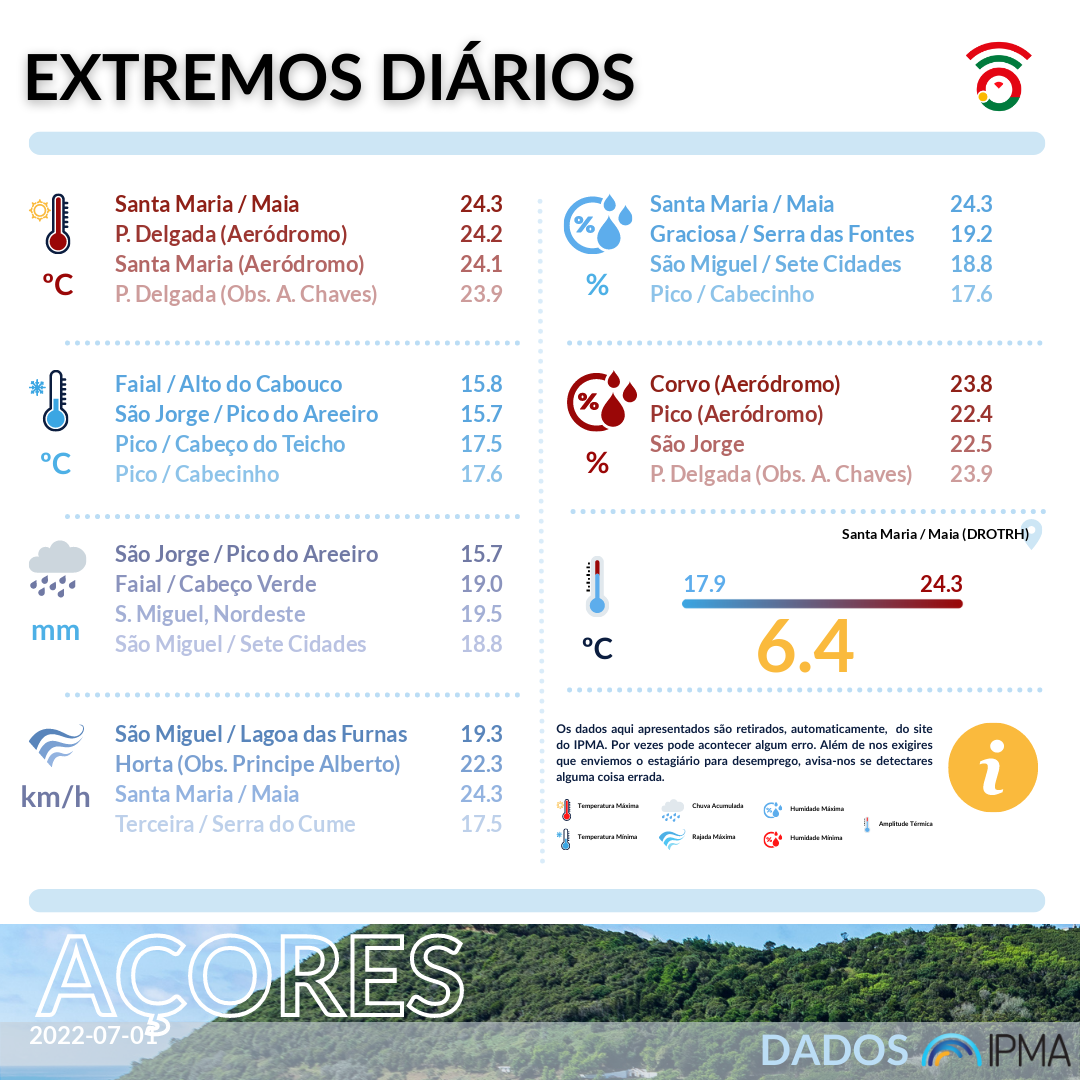 EXTREMOS DIÁRIOS
Santa Maria / Maia 24.3
P. Delgada (Aeródromo) 24.2
Santa Maria (Aeródromo) 24.1
P. Delgada (Obs. A. Chaves) 23.9
ºC
Faial / Alto do Cabouco 15.8
São Jorge / Pico do Areeiro 15.7
Pico / Cabeço do Teicho 17.5
Pico / Cabecinho 17.6
ºC
São Jorge / Pico do Areeiro 15.7
Faial / Cabeço Verde 19.0
S. Miguel, Nordeste 19.5
São Miguel / Sete Cidades 18.8
mm
São Miguel / Lagoa das Furnas 19.3
Horta (Obs. Principe Alberto) 22.3
Santa Maria / Maia 24.3
Terceira / Serra do Cume 17.5
km/h
%
Santa Maria / Maia 24.3
Graciosa / Serra das Fontes 19.2
São Miguel / Sete Cidades 18.8
Pico / Cabecinho 17.6
%
%
Corvo (Aeródromo) 23.8
Pico (Aeródromo) 22.4
São Jorge 22.5
P. Delgada (Obs. A. Chaves) 23.9
%
Santa Maria / Maia (DROTRH)
17.9 24.3
6.4
ºC
Os dados aqui apresentados são retirados, automaticamente, do site
do IPMA. Por vezes pode acontecer algum erro. Além de nos exigires
que enviemos o estagiário para desemprego, avisa-nos se detectares
alguma coisa errada.
i
Temperatura Máxima
Chuva Acumulada
Humidade Máxima
Amplitude Térmica
Temperatura Mínima
Rajada Máxima
Humidade Mínima
AÇORES
2022-07-01
DADOS IPMA